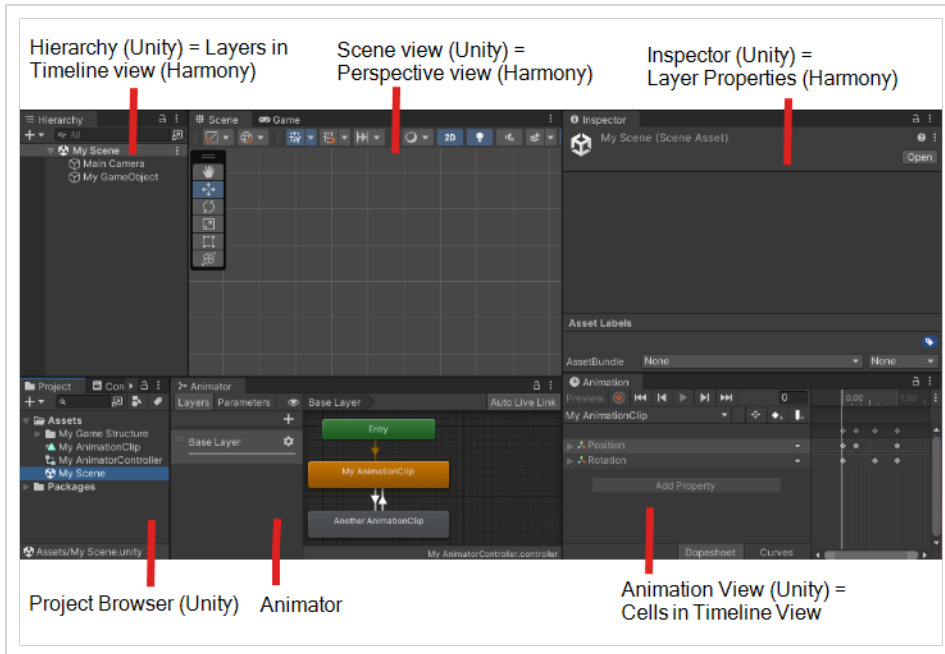 Hierarchy (Unity) = Layers in
Timeline view (Harmony)
Scene view (Unity) =
Perspective view (Harmony)
Inspector (Unity) =
Layer Properties (Harmony)
Hierarchy
All
My Scene
Main Camera
My GameObject
Scene
Game
2D
Inspector
My Scene (Scene Asset)
Open
Asset Labels
AssetBundle
None
None
Project
Con
Assets
My Game Structure
My AnimationClip
My AnimatorController
My Scene
Packages
Assets/My Scene.unity
Animator
Layers
Parameters
Base Layer
Auto Live Link
Base Layer
Entry
My AnimationClip
Another AnimationClip
My AnimatorController.controller
Animation
Preview
0
0:00
1:00
My AnimationClip
Position
Rotation
Add Property
Dopesheet
Curves
Project Browser (Unity)
Animator
Animation View (Unity) =
Cells in Timeline View